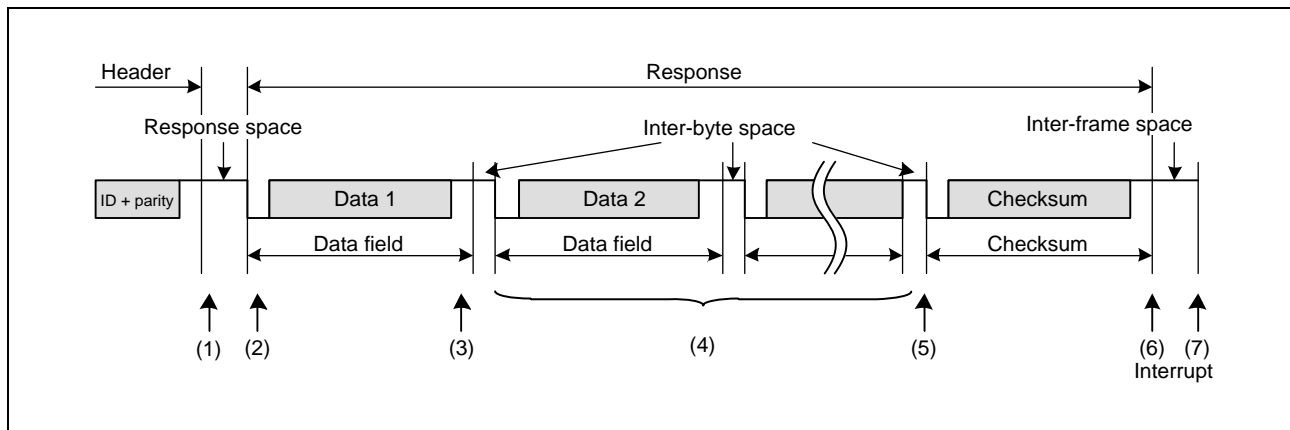 Header
Response
Response space
Inter-byte space
Inter-frame space
ID + parity
Data 1
Data 2
Checksum
Data field
Data field
Checksum
(1)
(2)
(3)
(4)
(5)
(6)
(7)
Interrupt